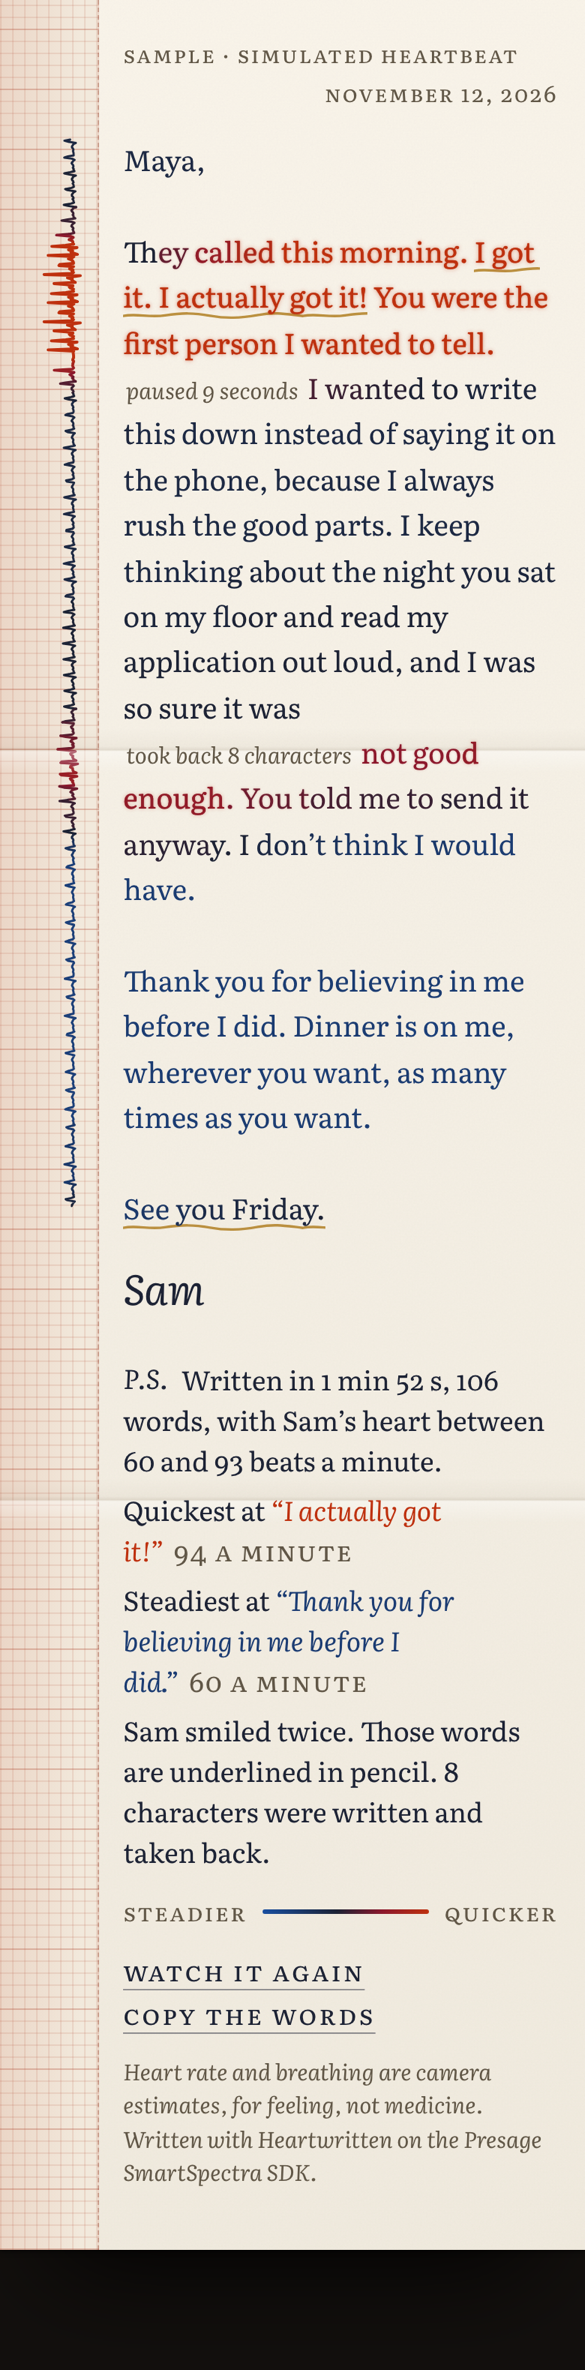 SAMPLE · SIMULATED HEARTBEAT
NOVEMBER 12, 2026
Maya,
They called this morning. I got
it. I actually got it! You were the
first person I wanted to tell.
paused 9 seconds I wanted to write
this down instead of saying it on
the phone, because I always
rush the good parts. I keep
thinking about the night you sat
on my floor and read my
application out loud, and I was
so sure it was
took back 8 characters not good
enough. You told me to send it
anyway. I don’t think I would
have.
Thank you for believing in me
before I did. Dinner is on me,
wherever you want, as many
times as you want.
See you Friday.
Sam
P.S. Written in 1 min 52 s, 106
words, with Sam’s heart between
60 and 93 beats a minute.
Quickest at “I actually got
it!” 94 A MINUTE
Steadiest at “Thank you for
believing in me before I
did.” 60 A MINUTE
Sam smiled twice. Those words
are underlined in pencil. 8
characters were written and
taken back.
STEADIER QUICKER
WATCH IT AGAIN
COPY THE WORDS
Heart rate and breathing are camera
estimates, for feeling, not medicine.
Written with Heartwritten on the Presage
SmartSpectra SDK.